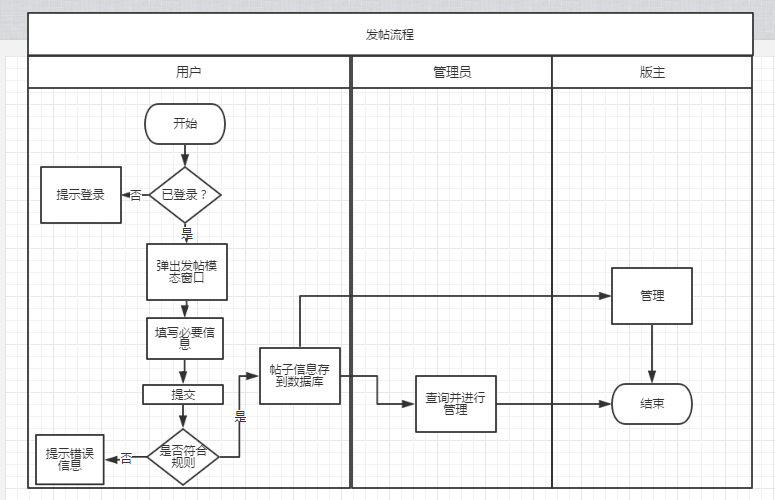 发帖流程
用户
管理员
版主
开始
提示登录
否
已登录？
是
弹出发帖模
态窗口
管理
填写必要信
息
帖子信息存
到数据库
提交
查询并进行
管理
结束
是
提示错误
信息
否
是否符合
规则